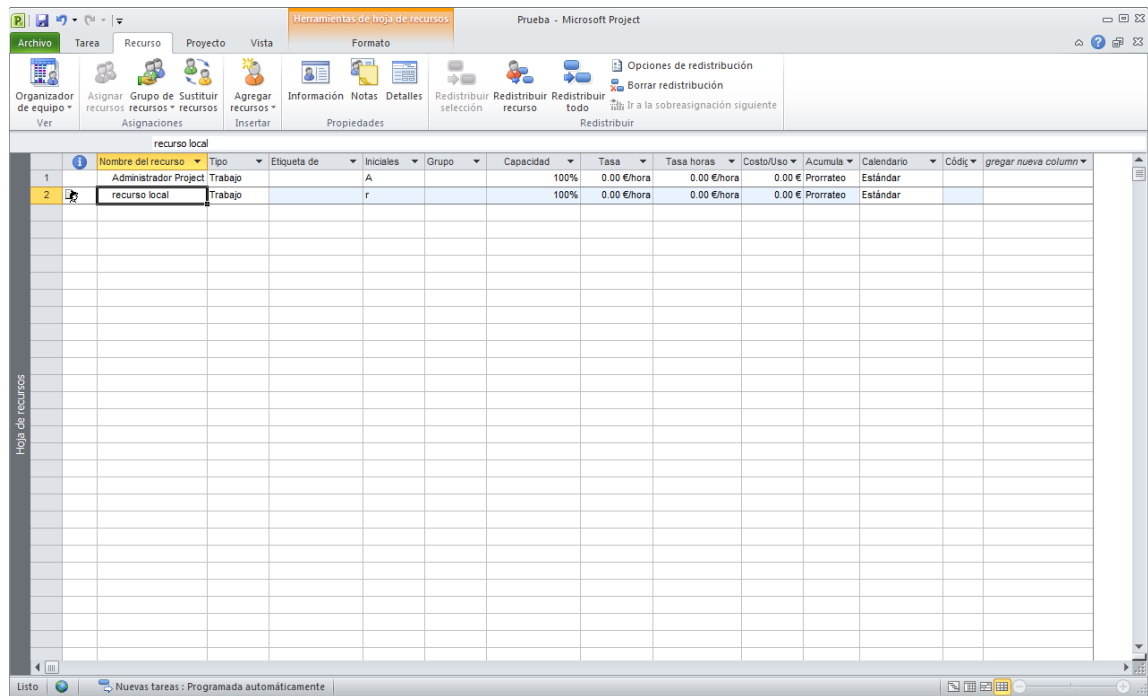 Herramientas de hoja de recursos
Prueba - Microsoft Project
Archivo Tarea Recurso Proyecto Vista Formato
Organizador de equipo
Asignar recursos
Grupo de recursos
Sustituir recursos
Agregar recursos
Información
Notas
Detalles
Redistribuir selección
Redistribuir recurso
Redistribuir todo
Opciones de redistribución
Borrar redistribución
Ir a la sobreasignación siguiente
Ver Asignaciones Insertar Propiedades Redistribuir
recurso local
Nombre del recurso Tipo Etiqueta de Iniciales Grupo Capacidad Tasa Tasa horas Costo/Uso Acumula Calendario Códig gregar nueva column
1 Administrador Project Trabajo A 100% 0.00 €/hora 0.00 €/hora 0.00 € Prorrateo Estándar
2 recurso local Trabajo r 100% 0.00 €/hora 0.00 €/hora 0.00 € Prorrateo Estándar
Hoja de recursos
Listo Nuevas tareas : Programada automáticamente